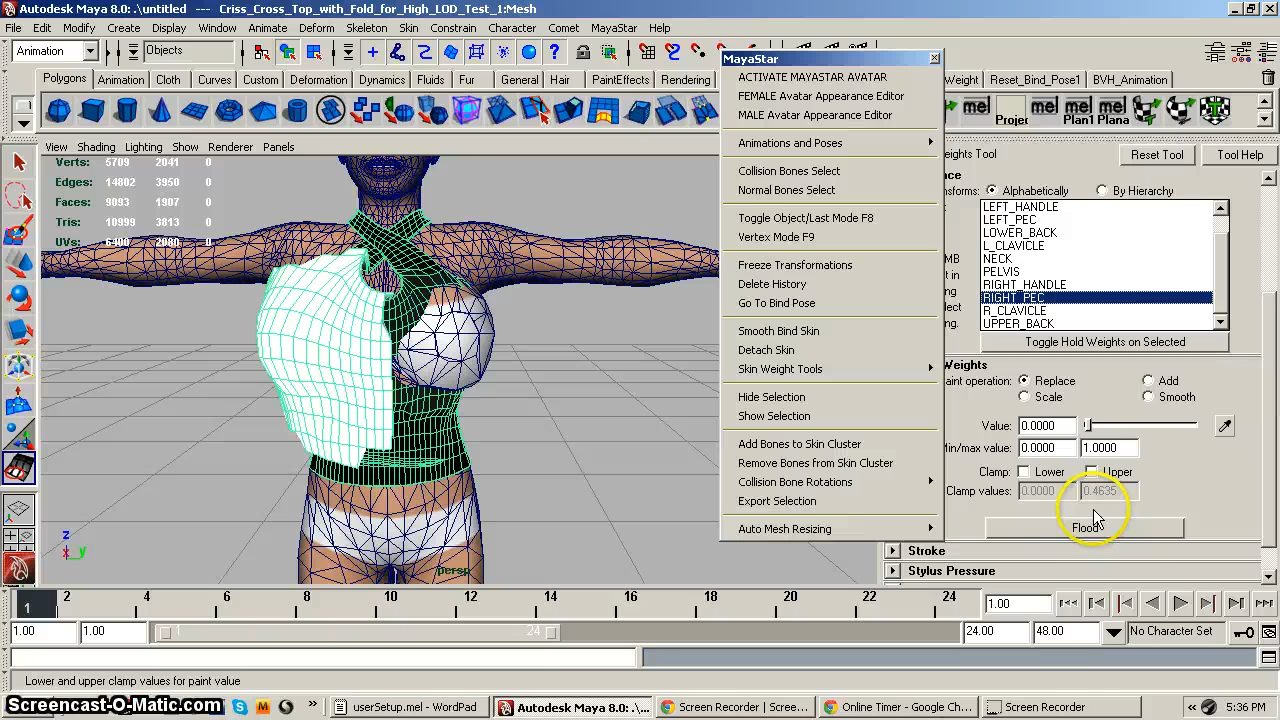 Autodesk Maya 8.0: .\untitled / Criss_Cross_Top_with_Fold_for_High_LOD_Test_1:Mesh
File Edit Modify Create Display Window Animate Deform Skeleton Skin Constrain Character Comet MayaStar Help
Animation Objects
Polygons Animation Cloth Curves Custom Deformation Dynamics Fluids Fur General Hair PaintEffects Rendering Weight Reset_Bind_Pose1 BVH_Animation
mel Projec mel Plan1 mel Plana
View Shading Lighting Show Renderer Panels
Verts: 5709 2041 0
Edges: 14802 3950 0
Faces: 9093 1907 0
Tris: 10999 3813 0
UVs: 6400 2080 0
z
x y
persp
MayaStar
ACTIVATE MAYASTAR AVATAR
FEMALE Avatar Appearance Editor
MALE Avatar Appearance Editor
Animations and Poses
Collision Bones Select
Normal Bones Select
Toggle Object/Last Mode F8
Vertex Mode F9
Freeze Transformations
Delete History
Go To Bind Pose
Smooth Bind Skin
Detach Skin
Skin Weight Tools
Hide Selection
Show Selection
Add Bones to Skin Cluster
Remove Bones from Skin Cluster
Collision Bone Rotations
Export Selection
Auto Mesh Resizing
eights Tool Reset Tool Tool Help
ce
ansforms: Alphabetically By Hierarchy
LEFT_HANDLE
LEFT_PEC
LOWER_BACK
L_CLAVICLE
NECK
PELVIS
RIGHT_HANDLE
RIGHT_PEC
R_CLAVICLE
UPPER_BACK
MB
t in
ng
lect
ng.
Toggle Hold Weights on Selected
Weights
aint operation: Replace Add
Scale Smooth
Value: 0.0000
Min/max value: 0.0000 1.0000
Clamp: Lower Upper
Clamp values: 0.0000 0.4635
Flood
Stroke
Stylus Pressure
1 2 4 6 8 10 12 14 16 18 20 22 24 1.00
1.00 1.00 1 24 24.00 48.00 No Character Set
Lower and upper clamp values for paint value
Screencast-O-Matic.com
userSetup.mel - WordPad Autodesk Maya 8.0: .\... Screen Recorder | Scree... Online Timer - Google C... Screen Recorder 5:36 PM